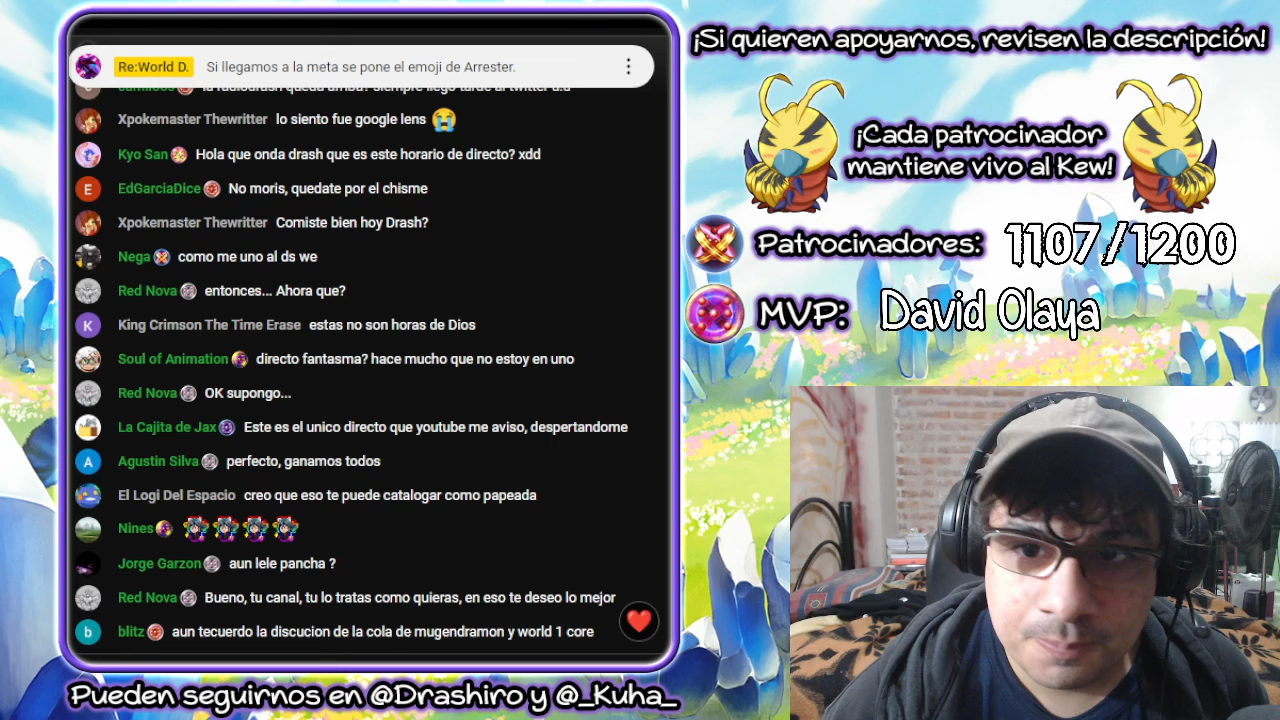 ¡Si quieren apoyarnos, revisen la descripción!
Re:World D. Si llegamos a la meta se pone el emoji de Arrester.
la radiodrash queda arriba? siempre llego tarde al twitter u.u
Xpokemaster Thewritter lo siento fue google lens 😭
Kyo San Hola que onda drash que es este horario de directo? xdd
E EdGarciaDice No moris, quedate por el chisme
Xpokemaster Thewritter Comiste bien hoy Drash?
Nega como me uno al ds we
Red Nova entonces... Ahora que?
K King Crimson The Time Erase estas no son horas de Dios
Soul of Animation directo fantasma? hace mucho que no estoy en uno
Red Nova OK supongo...
La Cajita de Jax Este es el unico directo que youtube me aviso, despertandome
A Agustin Silva perfecto, ganamos todos
El Logi Del Espacio creo que eso te puede catalogar como papeada
Nines
Jorge Garzon aun lele pancha ?
Red Nova Bueno, tu canal, tu lo tratas como quieras, en eso te deseo lo mejor
b blitz aun tecuerdo la discucion de la cola de mugendramon y world 1 core
¡Cada patrocinador
mantiene vivo al Kew!
Patrocinadores: 1107/1200
MVP: David Olaya
Pueden seguirnos en @Drashiro y @_Kuha_